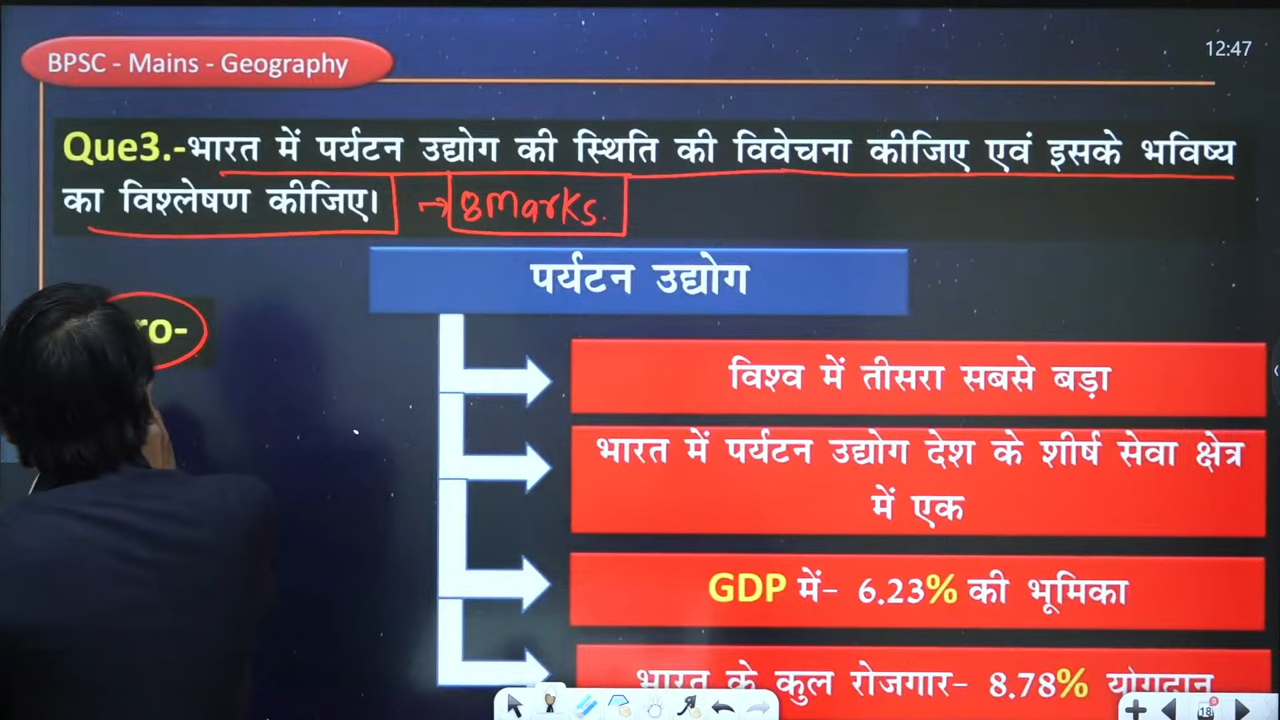 BPSC - Mains - Geography
12:47
Que3.-भारत में पर्यटन उद्योग की स्थिति की विवेचना कीजिए एवं इसके भविष्य
का विश्लेषण कीजिए। → 8Marks.
पर्यटन उद्योग
ro-
विश्व में तीसरा सबसे बड़ा
भारत में पर्यटन उद्योग देश के शीर्ष सेवा क्षेत्र
में एक
GDP में- 6.23% की भूमिका
भारत के कुल रोजगार- 8.78% योगदान
18